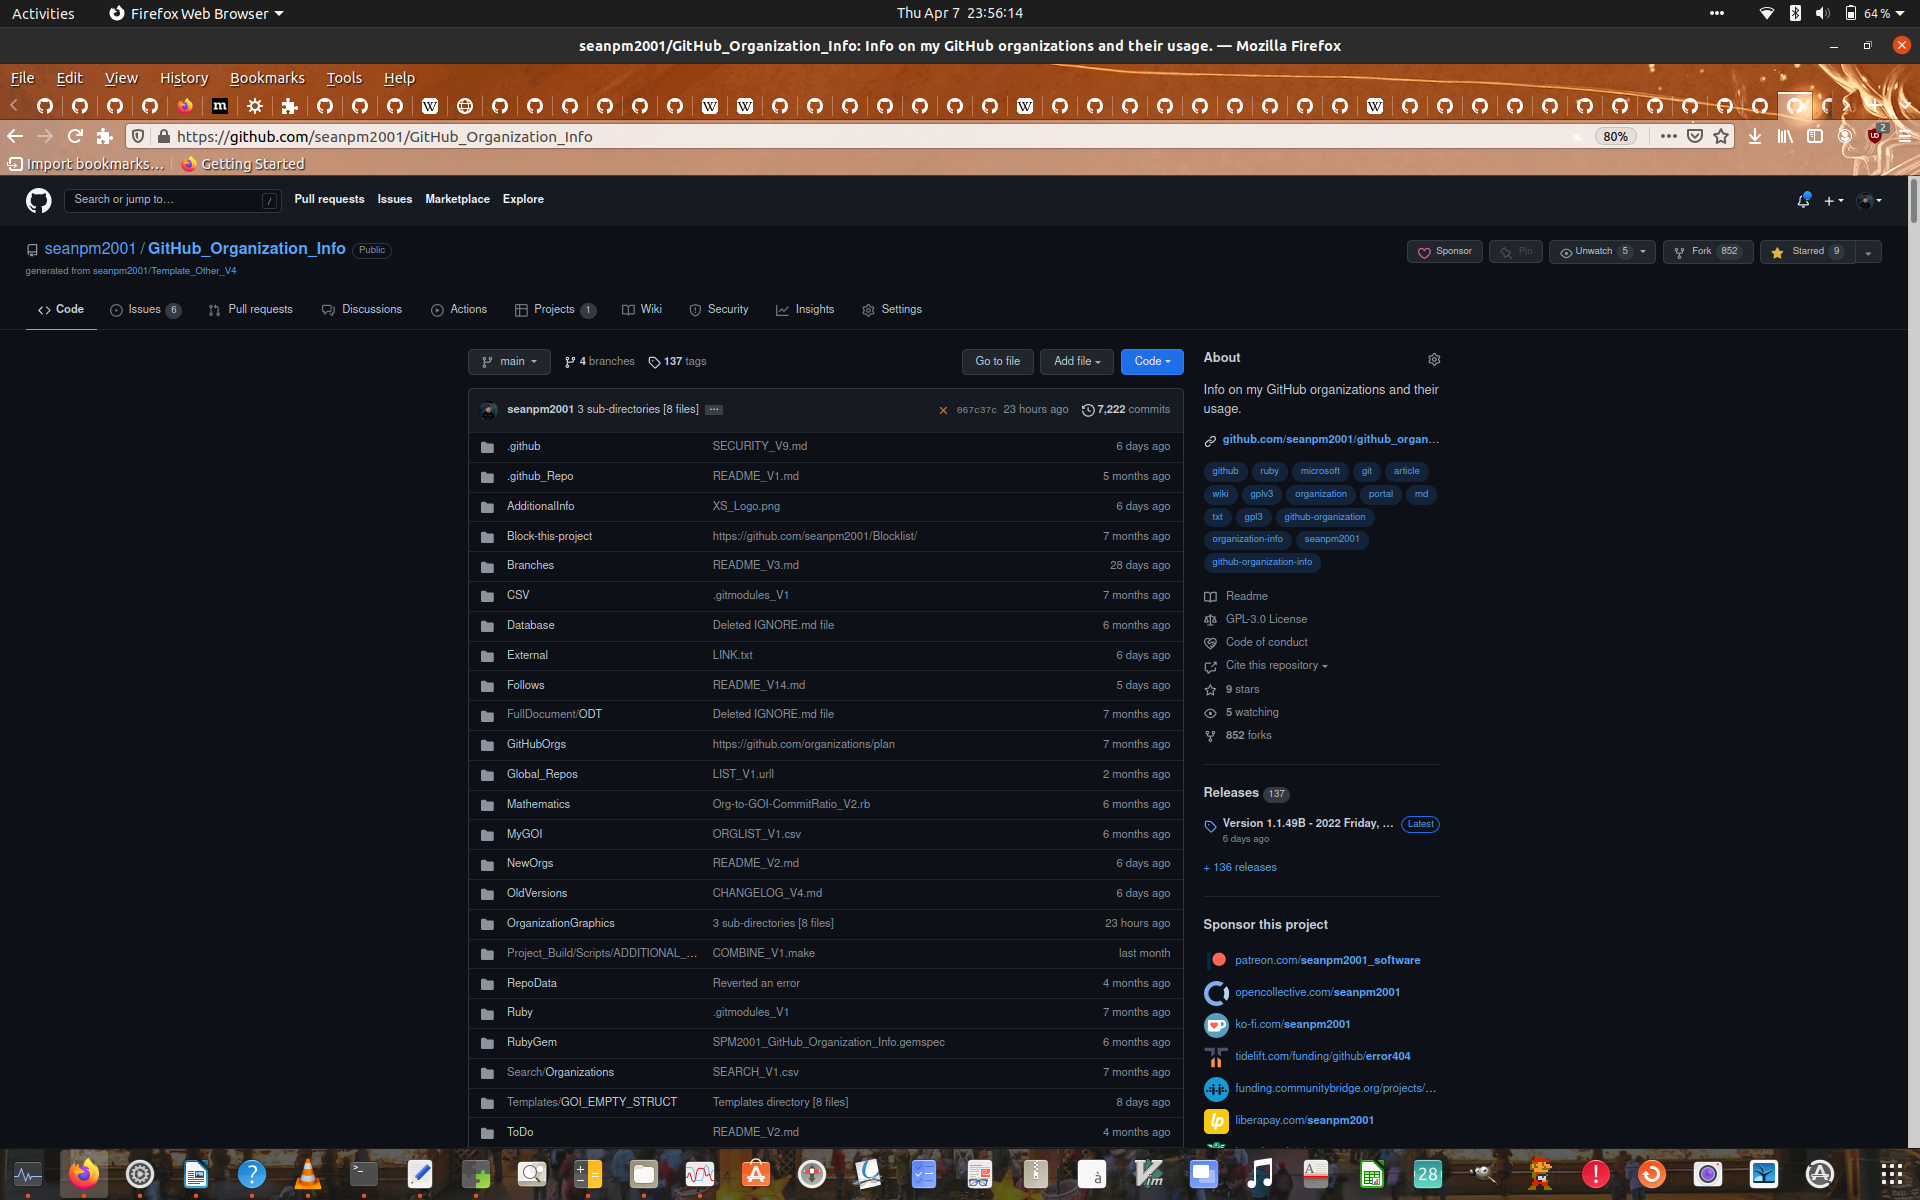 Activities Firefox Web Browser Thu Apr 7 23:56:14 64%
seanpm2001/GitHub_Organization_Info: Info on my GitHub organizations and their usage. — Mozilla Firefox
File Edit View History Bookmarks Tools Help
https://github.com/seanpm2001/GitHub_Organization_Info 80% 2
Import bookmarks… Getting Started
Search or jump to… / Pull requests Issues Marketplace Explore
seanpm2001 / GitHub_Organization_Info Public Sponsor Pin Unwatch 5 Fork 852 Starred 9
generated from seanpm2001/Template_Other_V4
Code Issues 6 Pull requests Discussions Actions Projects 1 Wiki Security Insights Settings
main 4 branches 137 tags Go to file Add file Code
seanpm2001 3 sub-directories [8 files] ... 067c37c 23 hours ago 7,222 commits
.github SECURITY_V9.md 6 days ago
.github_Repo README_V1.md 5 months ago
AdditionalInfo XS_Logo.png 6 days ago
Block-this-project https://github.com/seanpm2001/Blocklist/ 7 months ago
Branches README_V3.md 28 days ago
CSV .gitmodules_V1 7 months ago
Database Deleted IGNORE.md file 6 months ago
External LINK.txt 6 days ago
Follows README_V14.md 5 days ago
FullDocument/ODT Deleted IGNORE.md file 7 months ago
GitHubOrgs https://github.com/organizations/plan 7 months ago
Global_Repos LIST_V1.urll 2 months ago
Mathematics Org-to-GOI-CommitRatio_V2.rb 6 months ago
MyGOI ORGLIST_V1.csv 6 months ago
NewOrgs README_V2.md 6 days ago
OldVersions CHANGELOG_V4.md 6 days ago
OrganizationGraphics 3 sub-directories [8 files] 23 hours ago
Project_Build/Scripts/ADDITIONAL_… COMBINE_V1.make last month
RepoData Reverted an error 4 months ago
Ruby .gitmodules_V1 7 months ago
RubyGem SPM2001_GitHub_Organization_Info.gemspec 6 months ago
Search/Organizations SEARCH_V1.csv 7 months ago
Templates/GOI_EMPTY_STRUCT Templates directory [8 files] 8 days ago
ToDo README_V2.md 4 months ago
About
Info on my GitHub organizations and their
usage.
github.com/seanpm2001/github_organ…
github ruby microsoft git article
wiki gplv3 organization portal md
txt gpl3 github-organization
organization-info seanpm2001
github-organization-info
Readme
GPL-3.0 License
Code of conduct
Cite this repository
9 stars
5 watching
852 forks
Releases 137
Version 1.1.49B - 2022 Friday, … Latest
6 days ago
+ 136 releases
Sponsor this project
patreon.com/seanpm2001_software
opencollective.com/seanpm2001
ko-fi.com/seanpm2001
tidelift.com/funding/github/error404
funding.communitybridge.org/projects/…
liberapay.com/seanpm2001
28